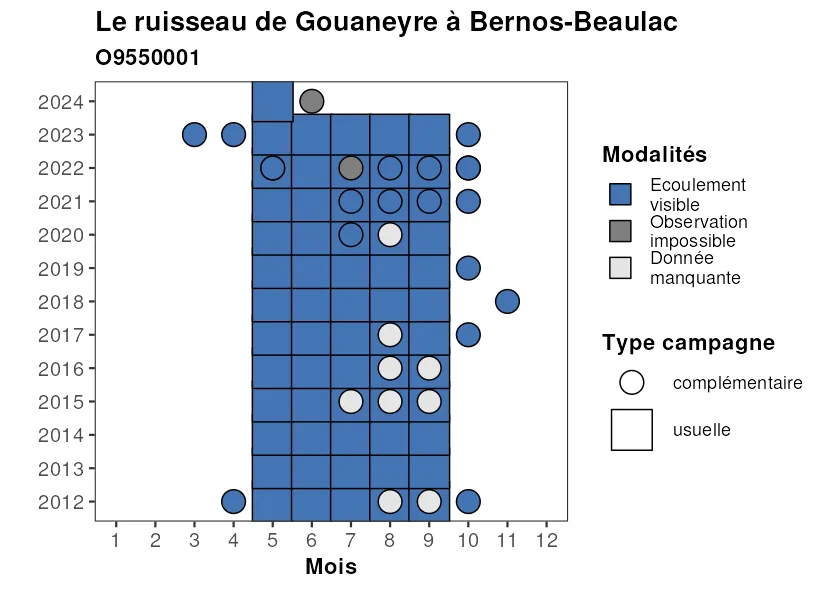 Le ruisseau de Gouaneyre à Bernos-Beaulac
O9550001
2024
2023
2022
2021
2020
2019
2018
2017
2016
2015
2014
2013
2012
1 2 3 4 5 6 7 8 9 10 11 12
Mois
Modalités
Ecoulement
visible
Observation
impossible
Donnée
manquante
Type campagne
complémentaire
usuelle